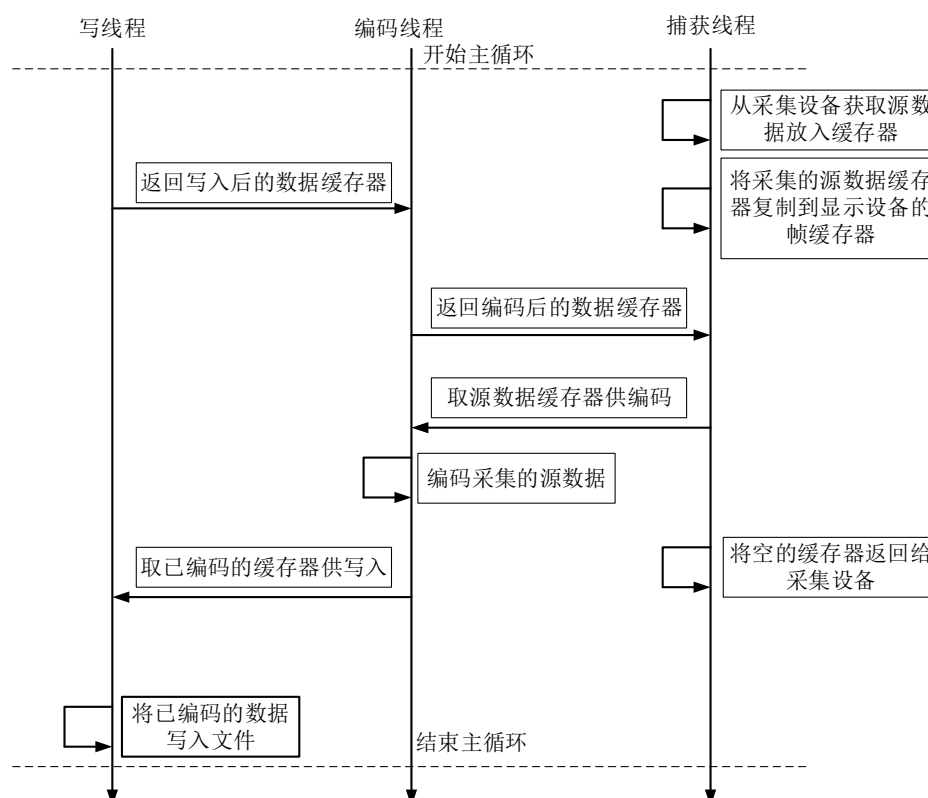 写线程
编码线程
捕获线程
开始主循环
从采集设备获取源数
据放入缓存器
返回写入后的数据缓存器
将采集的源数据缓存
器复制到显示设备的
帧缓存器
返回编码后的数据缓存器
取源数据缓存器供编码
编码采集的源数据
取已编码的缓存器供写入
将空的缓存器返回给
采集设备
将已编码的数据
写入文件
结束主循环